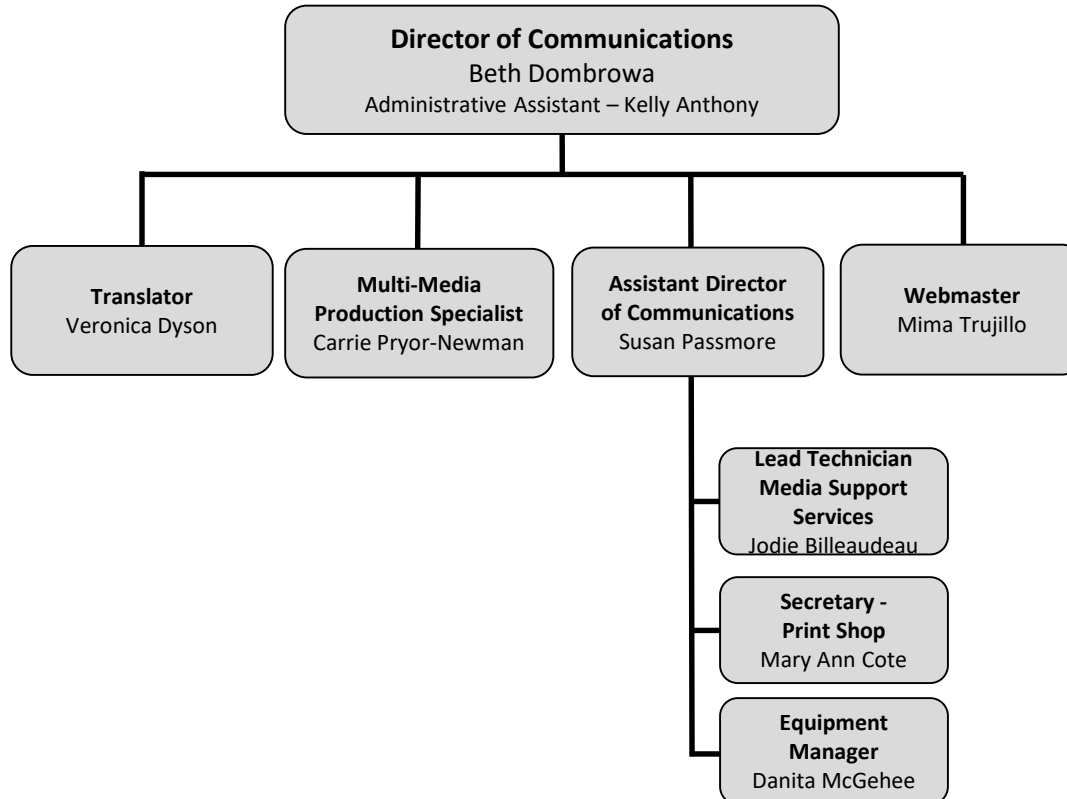 Director of Communications
Beth Dombrowa
Administrative Assistant – Kelly Anthony
Translator
Veronica Dyson
Multi-Media
Production Specialist
Carrie Pryor-Newman
Assistant Director
of Communications
Susan Passmore
Webmaster
Mima Trujillo
Lead Technician
Media Support
Services
Jodie Billeaudeau
Secretary -
Print Shop
Mary Ann Cote
Equipment
Manager
Danita McGehee